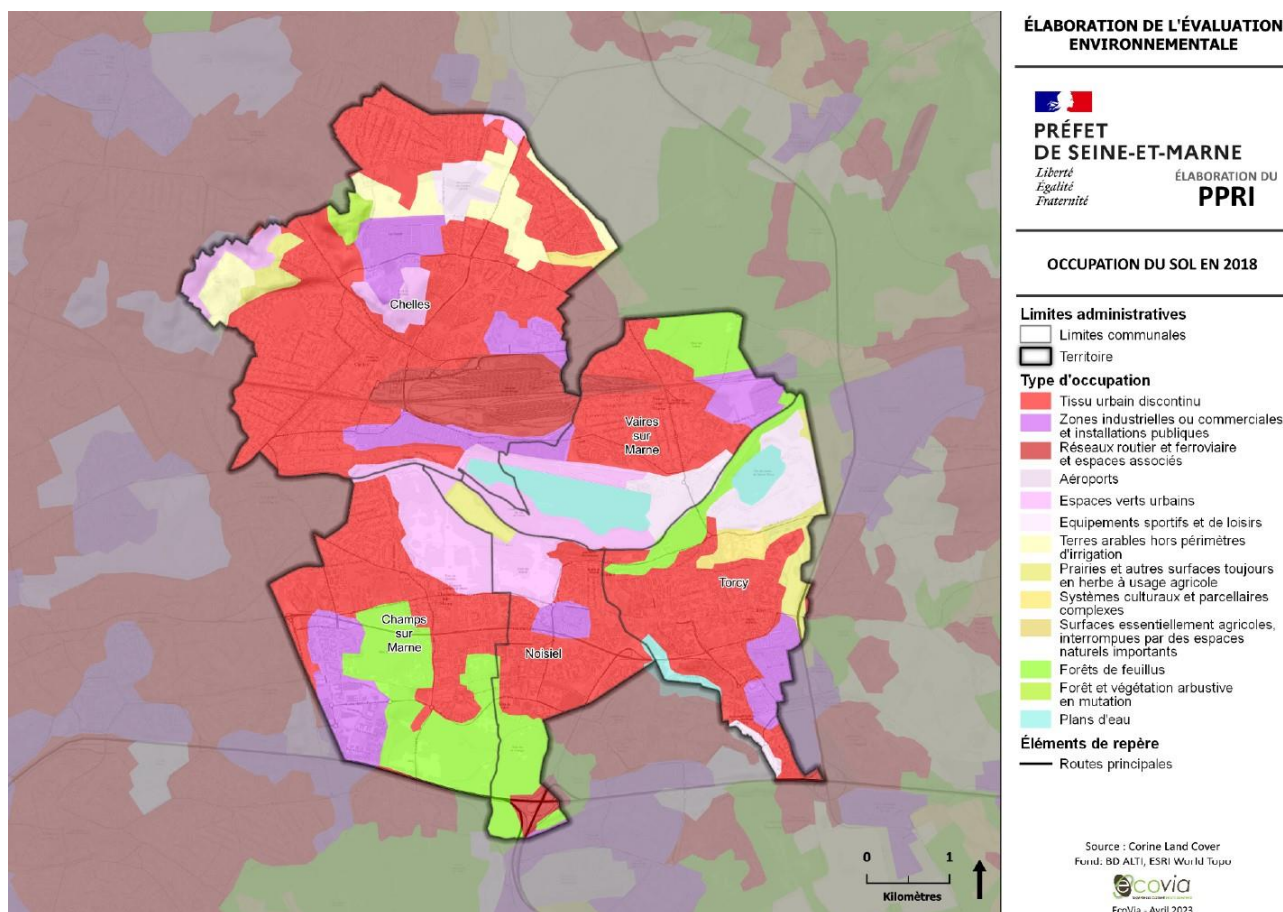 ÉLABORATION DE L'ÉVALUATION
ENVIRONNEMENTALE
PRÉFET
DE SEINE-ET-MARNE
Liberté
Égalité
Fraternité
ÉLABORATION DU
PPRI
OCCUPATION DU SOL EN 2018
Limites administratives
Limites communales
Territoire
Type d'occupation
Tissu urbain discontinu
Zones industrielles ou commerciales
et installations publiques
Réseaux routier et ferroviaire
et espaces associés
Aéroports
Espaces verts urbains
Equipements sportifs et de loisirs
Terres arables hors périmètres
d'irrigation
Prairies et autres surfaces toujours
en herbe à usage agricole
Systèmes culturaux et parcellaires
complexes
Surfaces essentiellement agricoles,
interrompues par des espaces
naturels importants
Forêts de feuillus
Forêt et végétation arbustive
en mutation
Plans d'eau
Éléments de repère
Routes principales
Source : Corine Land Cover
Fond: BD ALTI, ESRI World Topo
ecovia
EcoVia - Avril 2023
Chelles
Vaires
sur
Marne
Torcy
Champs
sur
Marne
Noisiel
0 1
Kilomètres